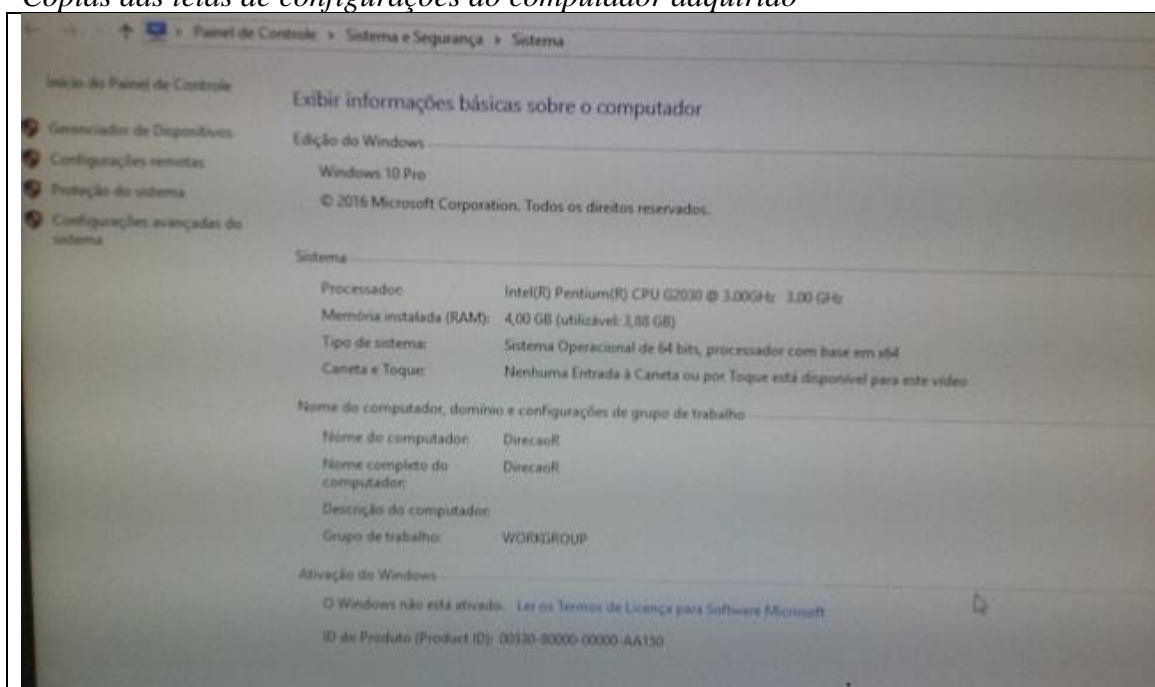 Cópias das telas de configurações do computador adquirido
Painel de Controle › Sistema e Segurança › Sistema
Início do Painel de Controle
Gerenciador de Dispositivos
Configurações remotas
Proteção do sistema
Configurações avançadas do
sistema
Exibir informações básicas sobre o computador
Edição do Windows
Windows 10 Pro
© 2016 Microsoft Corporation. Todos os direitos reservados.
Sistema
Processador: Intel(R) Pentium(R) CPU G2030 @ 3.00GHz 3.00 GHz
Memória instalada (RAM): 4,00 GB (utilizável: 3,88 GB)
Tipo de sistema: Sistema Operacional de 64 bits, processador com base em x64
Caneta e Toque: Nenhuma Entrada à Caneta ou por Toque está disponível para este vídeo
Nome do computador, domínio e configurações de grupo de trabalho
Nome do computador: DirecaoR
Nome completo do DirecaoR
computador:
Descrição do computador:
Grupo de trabalho: WORKGROUP
Ativação do Windows
O Windows não está ativado. Ler os Termos de Licença para Software Microsoft
ID do Produto (Product ID): 00330-80000-00000-AA130